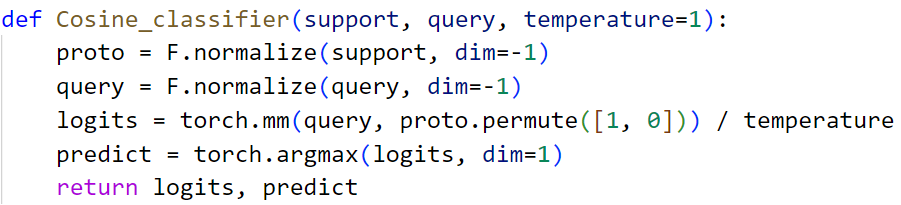 def Cosine_classifier(support, query, temperature=1):
    proto = F.normalize(support, dim=-1)
    query = F.normalize(query, dim=-1)
    logits = torch.mm(query, proto.permute([1, 0])) / temperature
    predict = torch.argmax(logits, dim=1)
    return logits, predict